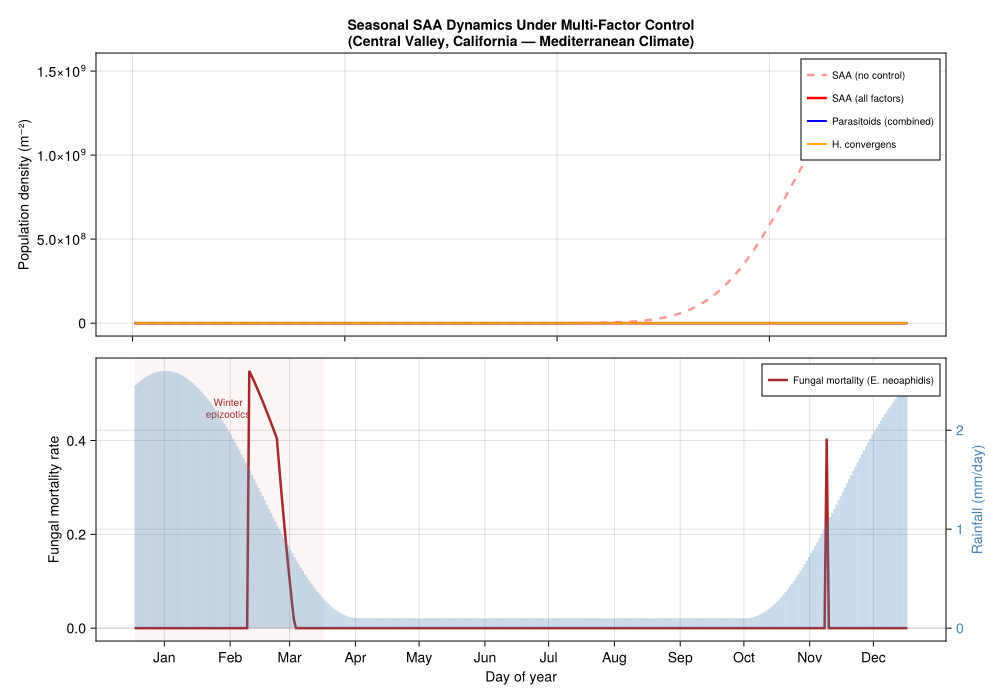 Seasonal SAA Dynamics Under Multi-Factor Control
(Central Valley, California — Mediterranean Climate)
Population density (m⁻²)
1.5×10⁹
1.0×10⁹
5.0×10⁸
0
SAA (no control)
SAA (all factors)
Parasitoids (combined)
H. convergens
Fungal mortality rate
0.4
0.2
0.0
Winter
epizootics
Fungal mortality (E. neoaphidis)
2
1
0
Rainfall (mm/day)
Jan Feb Mar Apr May Jun Jul Aug Sep Oct Nov Dec
Day of year